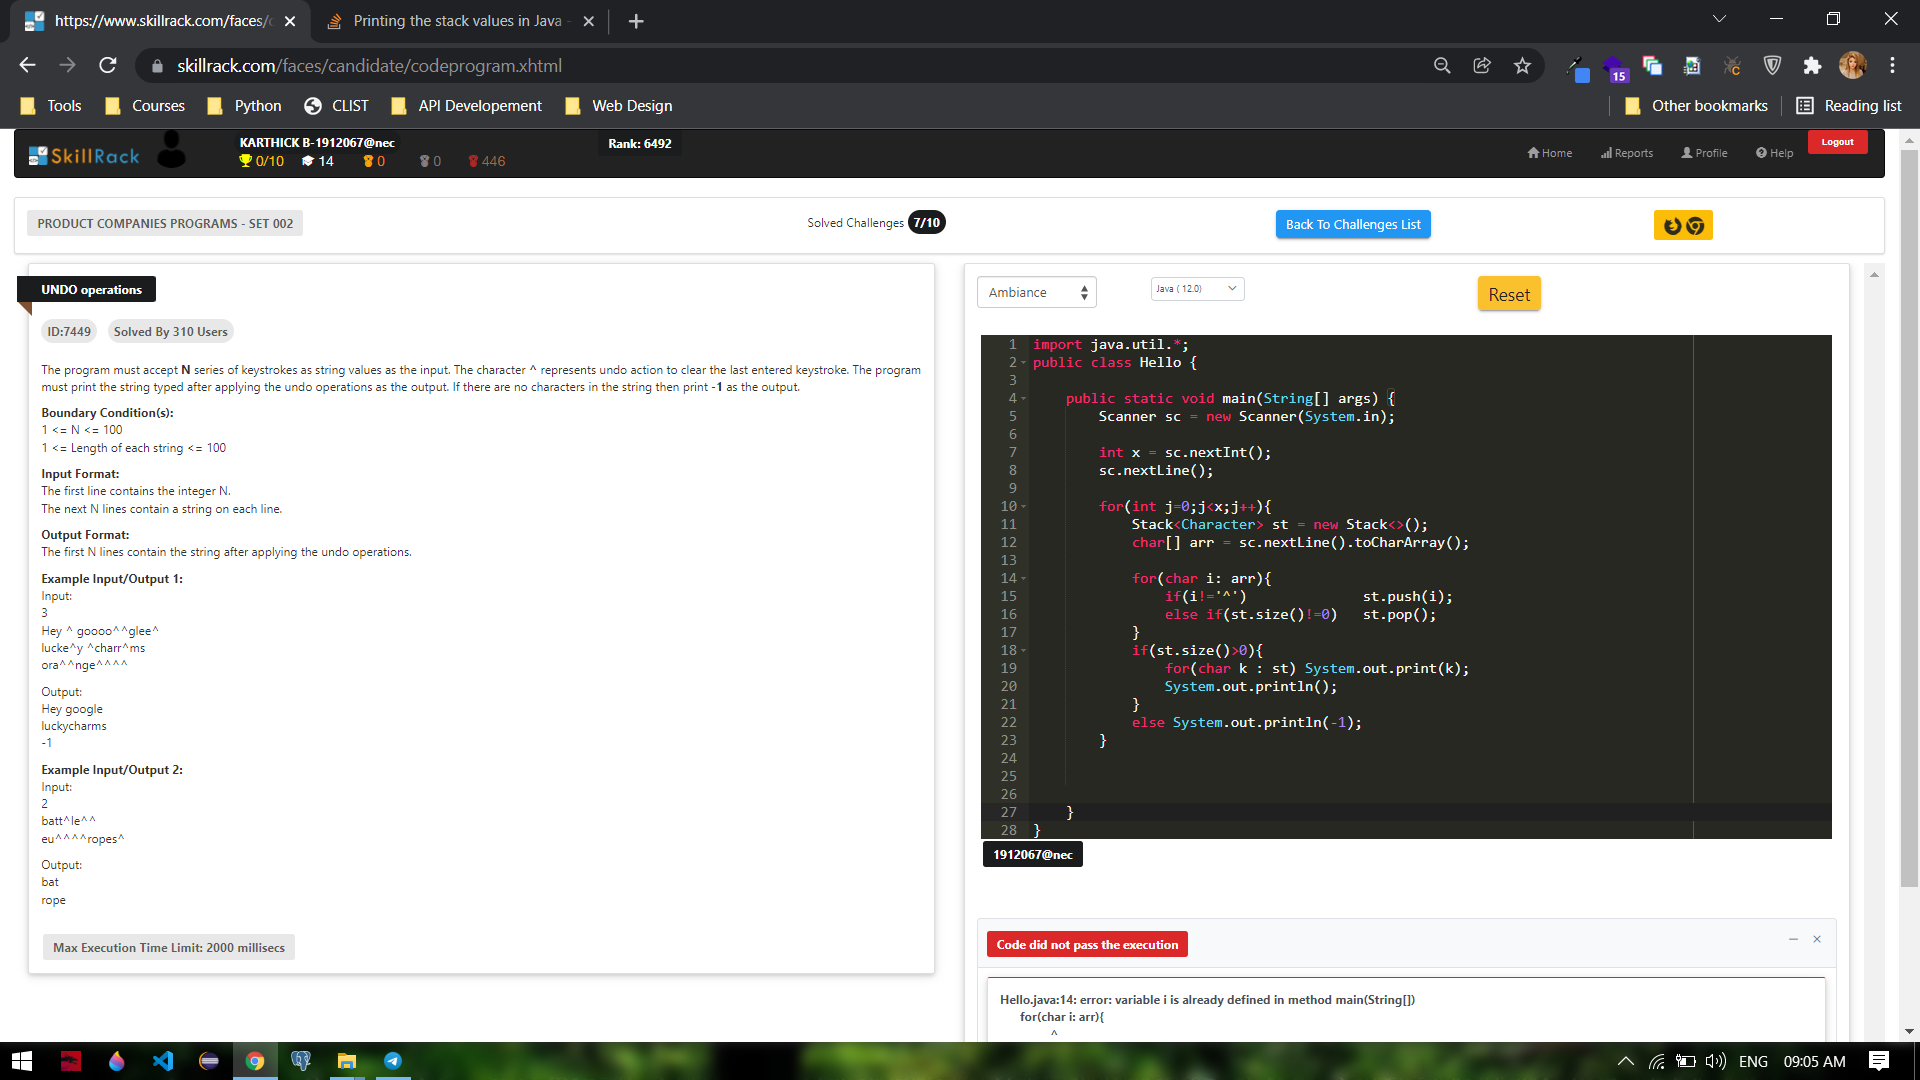 https://www.skillrack.com/faces/c
Printing the stack values in Java -
skillrack.com/faces/candidate/codeprogram.xhtml
15
Tools
Courses
Python
CLIST
API Developement
Web Design
Other bookmarks
Reading list
SkillRack
KARTHICK B-1912067@nec
0/10
14
0
0
446
Rank: 6492
Home
Reports
Profile
Help
Logout
PRODUCT COMPANIES PROGRAMS - SET 002
Solved Challenges 7/10
Back To Challenges List
UNDO operations
ID:7449
Solved By 310 Users
The program must accept N series of keystrokes as string values as the input. The character ^ represents undo action to clear the last entered keystroke. The program
must print the string typed after applying the undo operations as the output. If there are no characters in the string then print -1 as the output.
Boundary Condition(s):
1 <= N <= 100
1 <= Length of each string <= 100
Input Format:
The first line contains the integer N.
The next N lines contain a string on each line.
Output Format:
The first N lines contain the string after applying the undo operations.
Example Input/Output 1:
Input:
3
Hey ^ goooo^^glee^
lucke^y ^charr^ms
ora^^nge^^^^
Output:
Hey google
luckycharms
-1
Example Input/Output 2:
Input:
2
batt^le^^
eu^^^^ropes^
Output:
bat
rope
Max Execution Time Limit: 2000 millisecs
Ambiance
Java ( 12.0)
Reset
1 import java.util.*;
2 public class Hello {
3
4     public static void main(String[] args) {
5         Scanner sc = new Scanner(System.in);
6
7         int x = sc.nextInt();
8         sc.nextLine();
9
10         for(int j=0;j<x;j++){
11             Stack<Character> st = new Stack<>();
12             char[] arr = sc.nextLine().toCharArray();
13
14             for(char i: arr){
15                 if(i!='^')              st.push(i);
16                 else if(st.size()!=0)   st.pop();
17             }
18             if(st.size()>0){
19                 for(char k : st) System.out.print(k);
20                 System.out.println();
21             }
22             else System.out.println(-1);
23         }
24
25
26
27     }
28 }
1912067@nec
Code did not pass the execution
Hello.java:14: error: variable i is already defined in method main(String[])
for(char i: arr){
^
ENG
09:05 AM